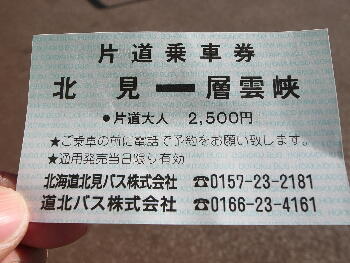 片道乗車券
北見 ━ 層雲峡
●片道大人 2,500円
★ご乗車の前に電話で予約をお願い致します。
★通用発売当日限り有効
北海道北見バス株式会社 ☎0157-23-2181
道北バス株式会社 ☎0166-23-4161